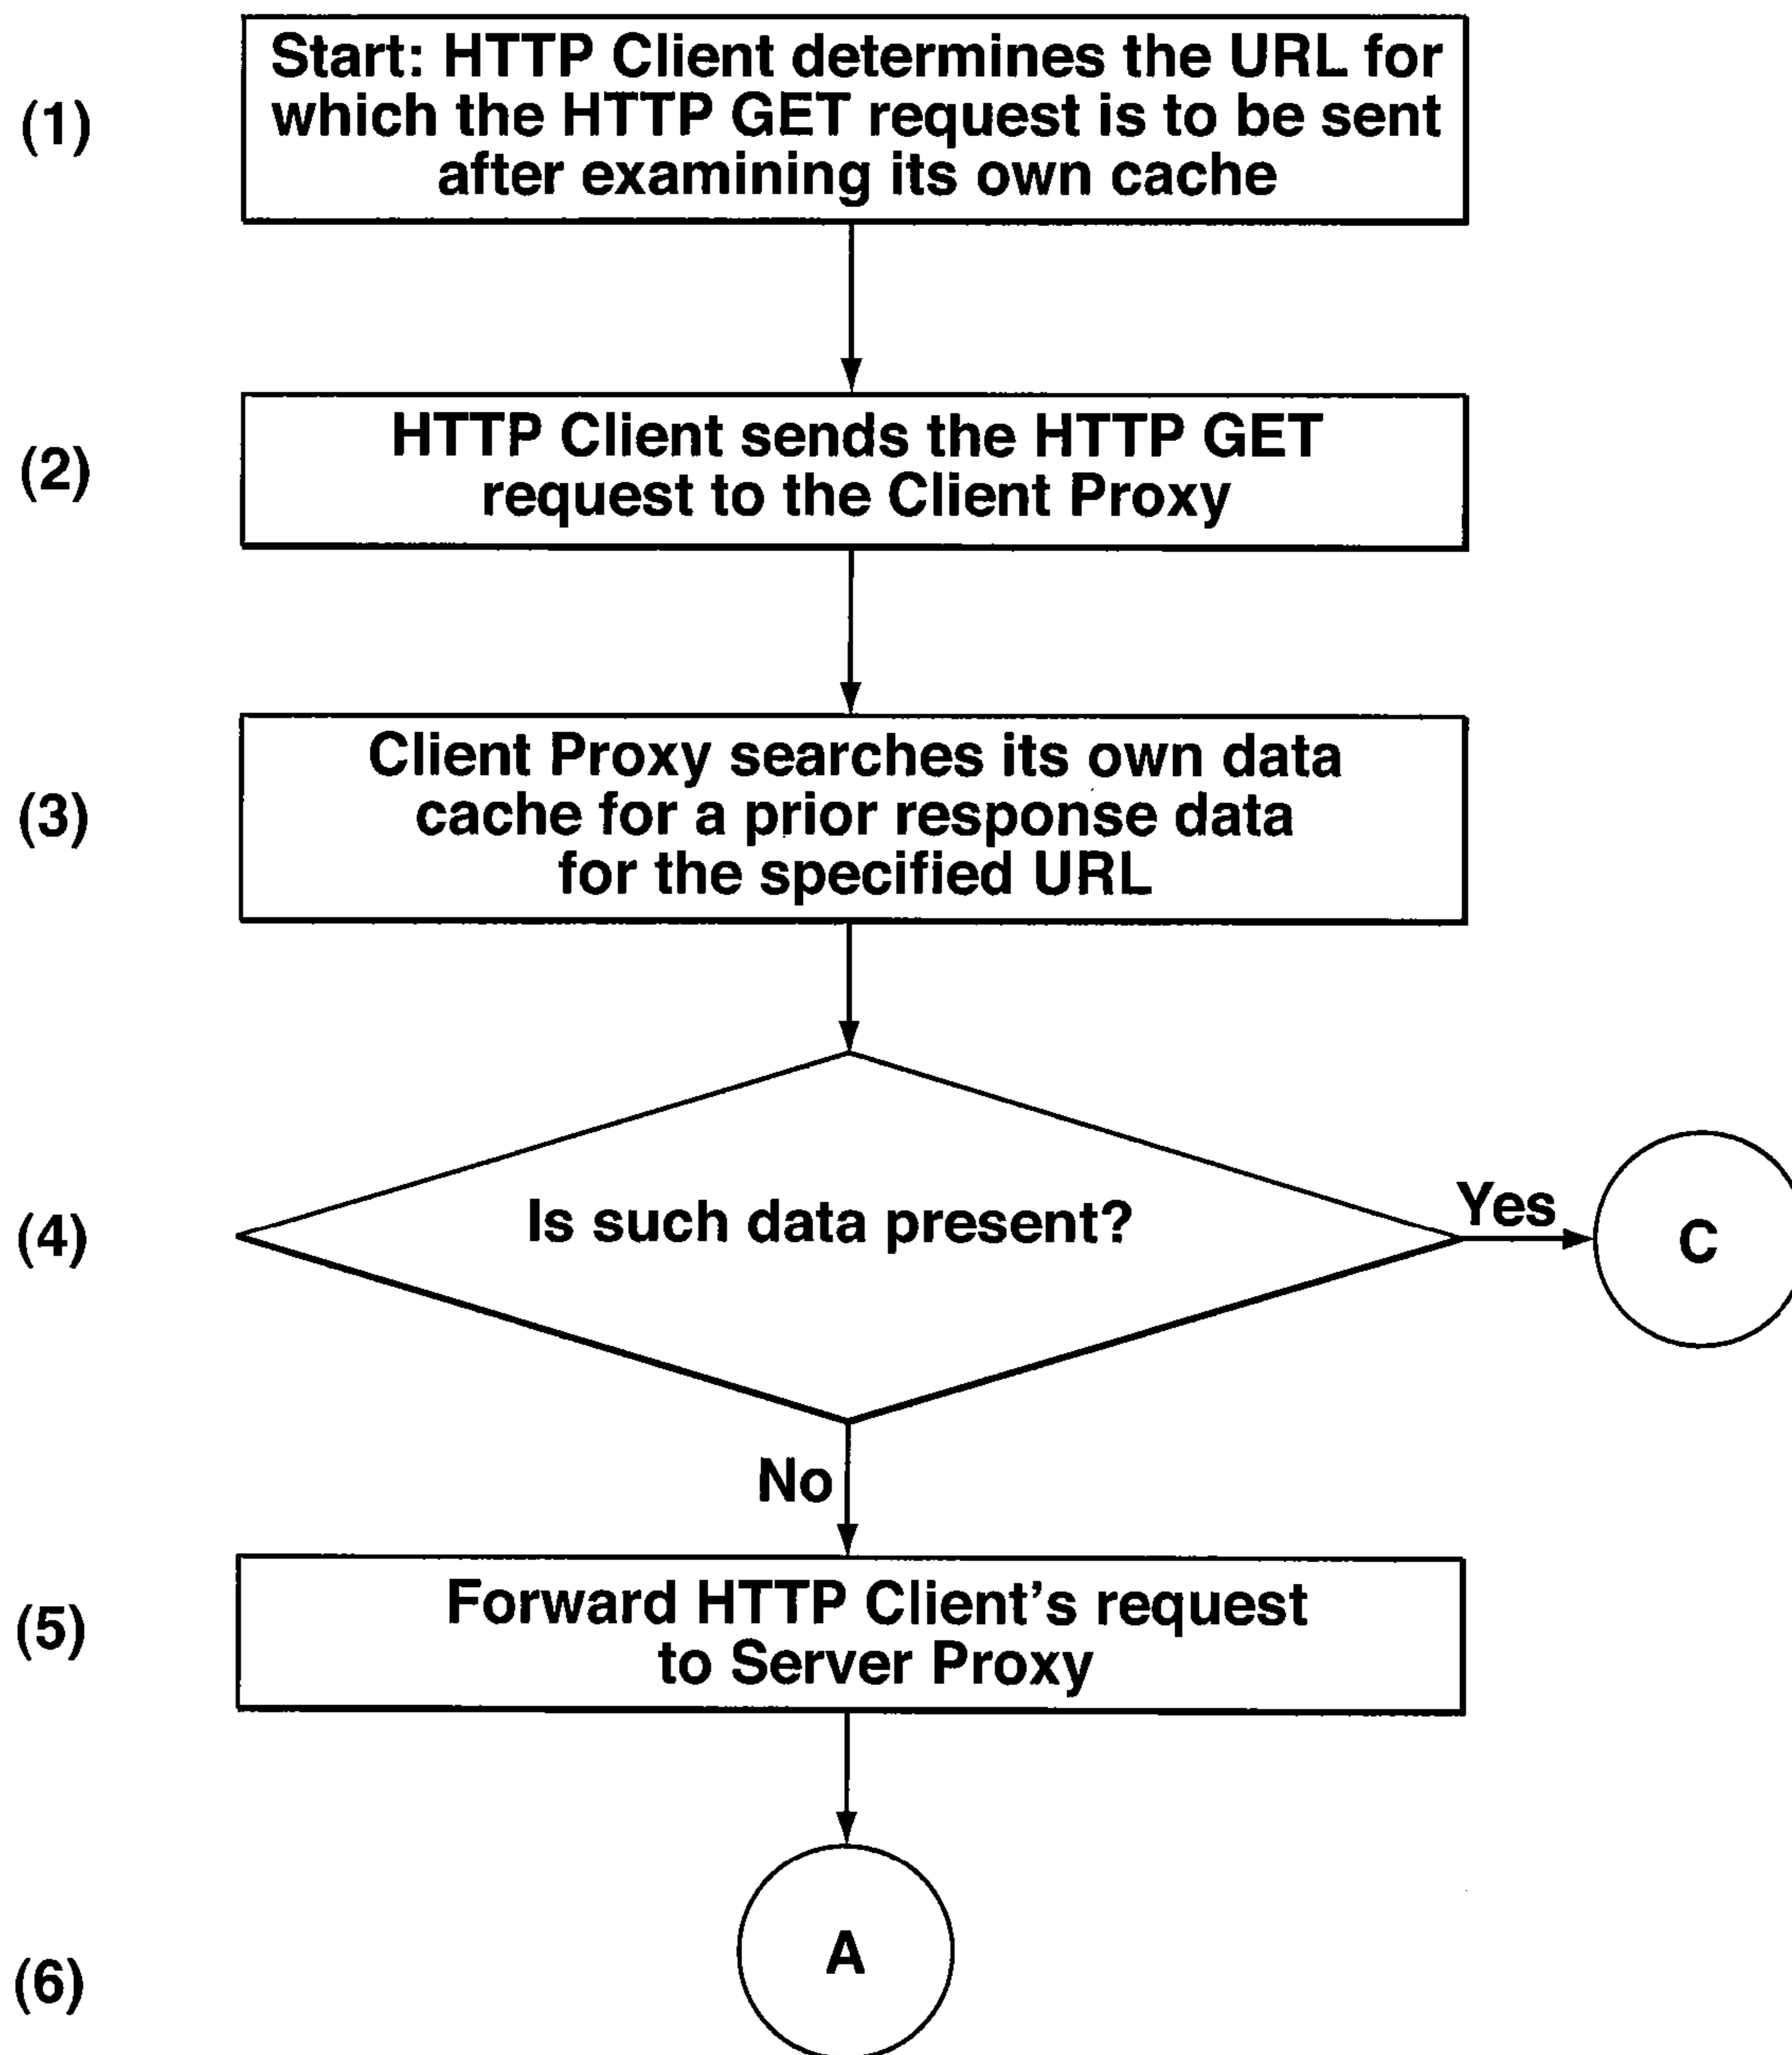 (1)
Start: HTTP Client determines the URL for
which the HTTP GET request is to be sent
after examining its own cache
(2)
HTTP Client sends the HTTP GET
request to the Client Proxy
(3)
Client Proxy searches its own data
cache for a prior response data
for the specified URL
(4)
Is such data present?
Yes
C
No
(5)
Forward HTTP Client's request
to Server Proxy
(6)
A